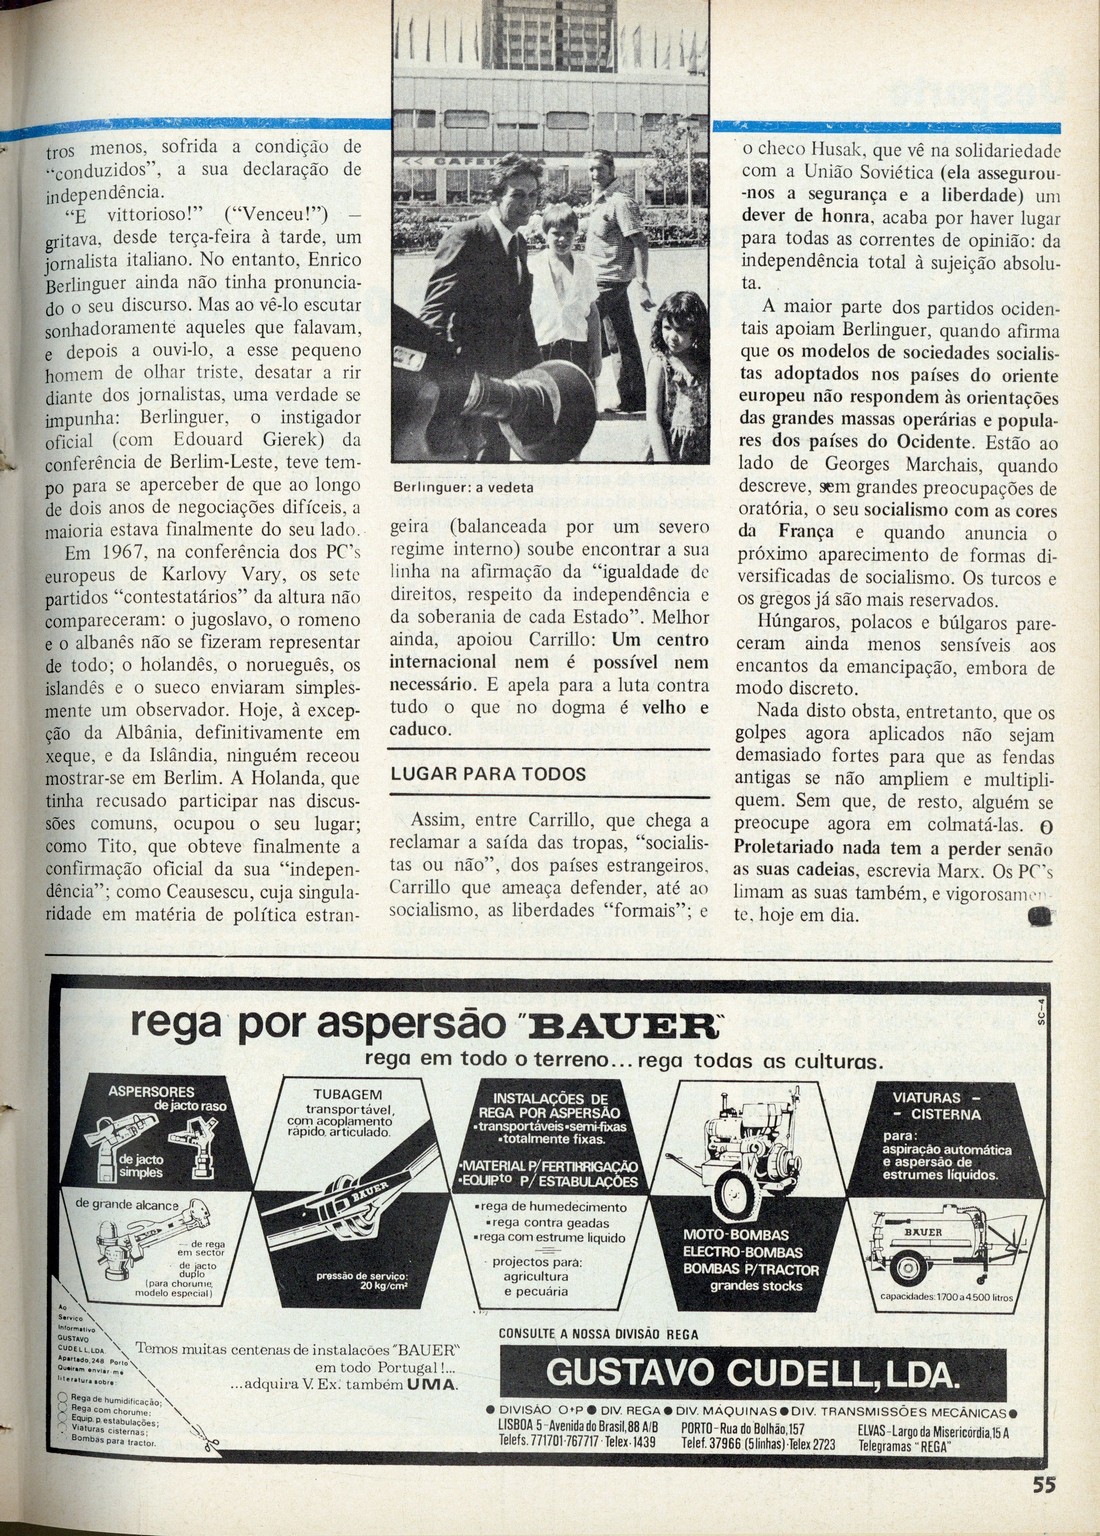 tros menos, sofrida a condição de
“conduzidos”, a sua declaração de
independência.
“E vittorioso!” (“Venceu!”) —
gritava, desde terça-feira à tarde, um
jornalista italiano. No entanto, Enrico
Berlinguer ainda não tinha pronuncia-
do o seu discurso. Mas ao vê-lo escutar
sonhadoramente aqueles que falavam,
e depois a ouvi-lo, a esse pequeno
homem de olhar triste, desatar a rir
diante dos jornalistas, uma verdade se
impunha: Berlinguer, o instigador
oficial (com Edouard Gierek) da
conferência de Berlim-Leste, teve tem-
po para se aperceber de que ao longo
de dois anos de negociações difíceis, a
maioria estava finalmente do seu lado.
Em 1967, na conferência dos PC's
europeus de Karlovy Vary, os sete
partidos “contestatários” da altura não
compareceram: o jugoslavo, o romeno
e o albanês não se fizeram representar
de todo; o holandês, o norueguês, os
islandês e o sueco enviaram simples-
mente um observador. Hoje, à excep-
ção da Albânia, definitivamente em
xeque, e da Islândia, ninguém receou
mostrar-se em Berlim. A Holanda, que
tinha recusado participar nas discus-
sões comuns, ocupou o seu lugar;
como Tito, que obteve finalmente a
confirmação oficial da sua “indepen-
dência”; como Ceausescu, cuja singula-
ridade em matéria de política estran-
<< CAFETERIA
Berlinguer: a vedeta
geira (balanceada por um severo
regime interno) soube encontrar a sua
linha na afirmação da “igualdade de
direitos, respeito da independência e
da soberania de cada Estado”. Melhor
ainda, apoiou Carrillo: Um centro
internacional nem é possível nem
necessário. E apela para a luta contra
tudo o que no dogma é velho e
caduco.
LUGAR PARA TODOS
Assim, entre Carrillo, que chega a
reclamar a saída das tropas, “socialis-
tas ou não”, dos países estrangeiros,
Carrillo que ameaça defender, até ao
socialismo, as liberdades “formais”; e
o checo Husak, que vê na solidariedade
com a União Soviética (ela assegurou-
-nos a segurança e a liberdade) um
dever de honra, acaba por haver lugar
para todas as correntes de opinião: da
independência total à sujeição absolu-
ta.
A maior parte dos partidos ociden-
tais apoiam Berlinguer, quando afirma
que os modelos de sociedades socialis-
tas adoptados nos países do oriente
europeu não respondem às orientações
das grandes massas operárias e popula-
res dos países do Ocidente. Estão ao
lado de Georges Marchais, quando
descreve, sem grandes preocupações de
oratória, o seu socialismo com as cores
da França e quando anuncia o
próximo aparecimento de formas di-
versificadas de socialismo. Os turcos e
os gregos já são mais reservados.
Húngaros, polacos e búlgaros pare-
ceram ainda menos sensíveis aos
encantos da emancipação, embora de
modo discreto.
Nada disto obsta, entretanto, que os
golpes agora aplicados não sejam
demasiado fortes para que as fendas
antigas se não ampliem e multipli-
quem. Sem que, de resto, alguém se
preocupe agora em colmatá-las. O
Proletariado nada tem a perder senão
as suas cadeias, escrevia Marx. Os PC's
limam as suas também, e vigorosamen-
te, hoje em dia.
SC-4
rega por aspersão "BAUER"
rega em todo o terreno... rega todas as culturas.
ASPERSORES
de jacto raso
de jacto
simples
de grande alcance
— de rega
em sector
- de jacto
duplo
(para chorume,
modelo especial)
TUBAGEM
transportável,
com acoplamento
rápido, articulado.
BAUER
pressão de serviço:
20 kg/cm²
INSTALAÇÕES DE
REGA POR ASPERSÃO
•transportáveis•semi-fixas
•totalmente fixas.
•MATERIAL P/FERTIRRIGAÇÃO
•EQUIPto P/ESTABULAÇÕES
•rega de humedecimento
•rega contra geadas
•rega com estrume liquido
- projectos para:
agricultura
e pecuária
MOTO-BOMBAS
ELECTRO-BOMBAS
BOMBAS P/TRACTOR
grandes stocks
VIATURAS -
- CISTERNA
para:
aspiração automática
e aspersão de
estrumes líquidos.
BAUER
capacidades: 1700 a 4500 litros
Ao
Serviço
Informativo
GUSTAVO
CUDELL, LDA.
Apartado, 248 Porto
Queiram enviar me
literatura sobre:
Rega de humidificação;
Rega com chorume;
Equip. p. estabulações;
Viaturas cisternas;
Bombas para tractor.
Temos muitas centenas de instalacões "BAUER"
em todo Portugal!...
...adquira V. Ex.ª também UMA.
CONSULTE A NOSSA DIVISÃO REGA
GUSTAVO CUDELL, LDA.
● DIVISÃO O•P ● DIV. REGA ● DIV. MÁQUINAS ● DIV. TRANSMISSÕES MECÂNICAS ●
LISBOA 5-Avenida do Brasil, 88 A/B
Telefs. 771701-767717-Telex-1439
PORTO-Rua do Bolhão, 157
Telef. 37966 (5 linhas)-Telex 2723
ELVAS-Largo da Misericórdia, 15 A
Telegramas "REGA"
55